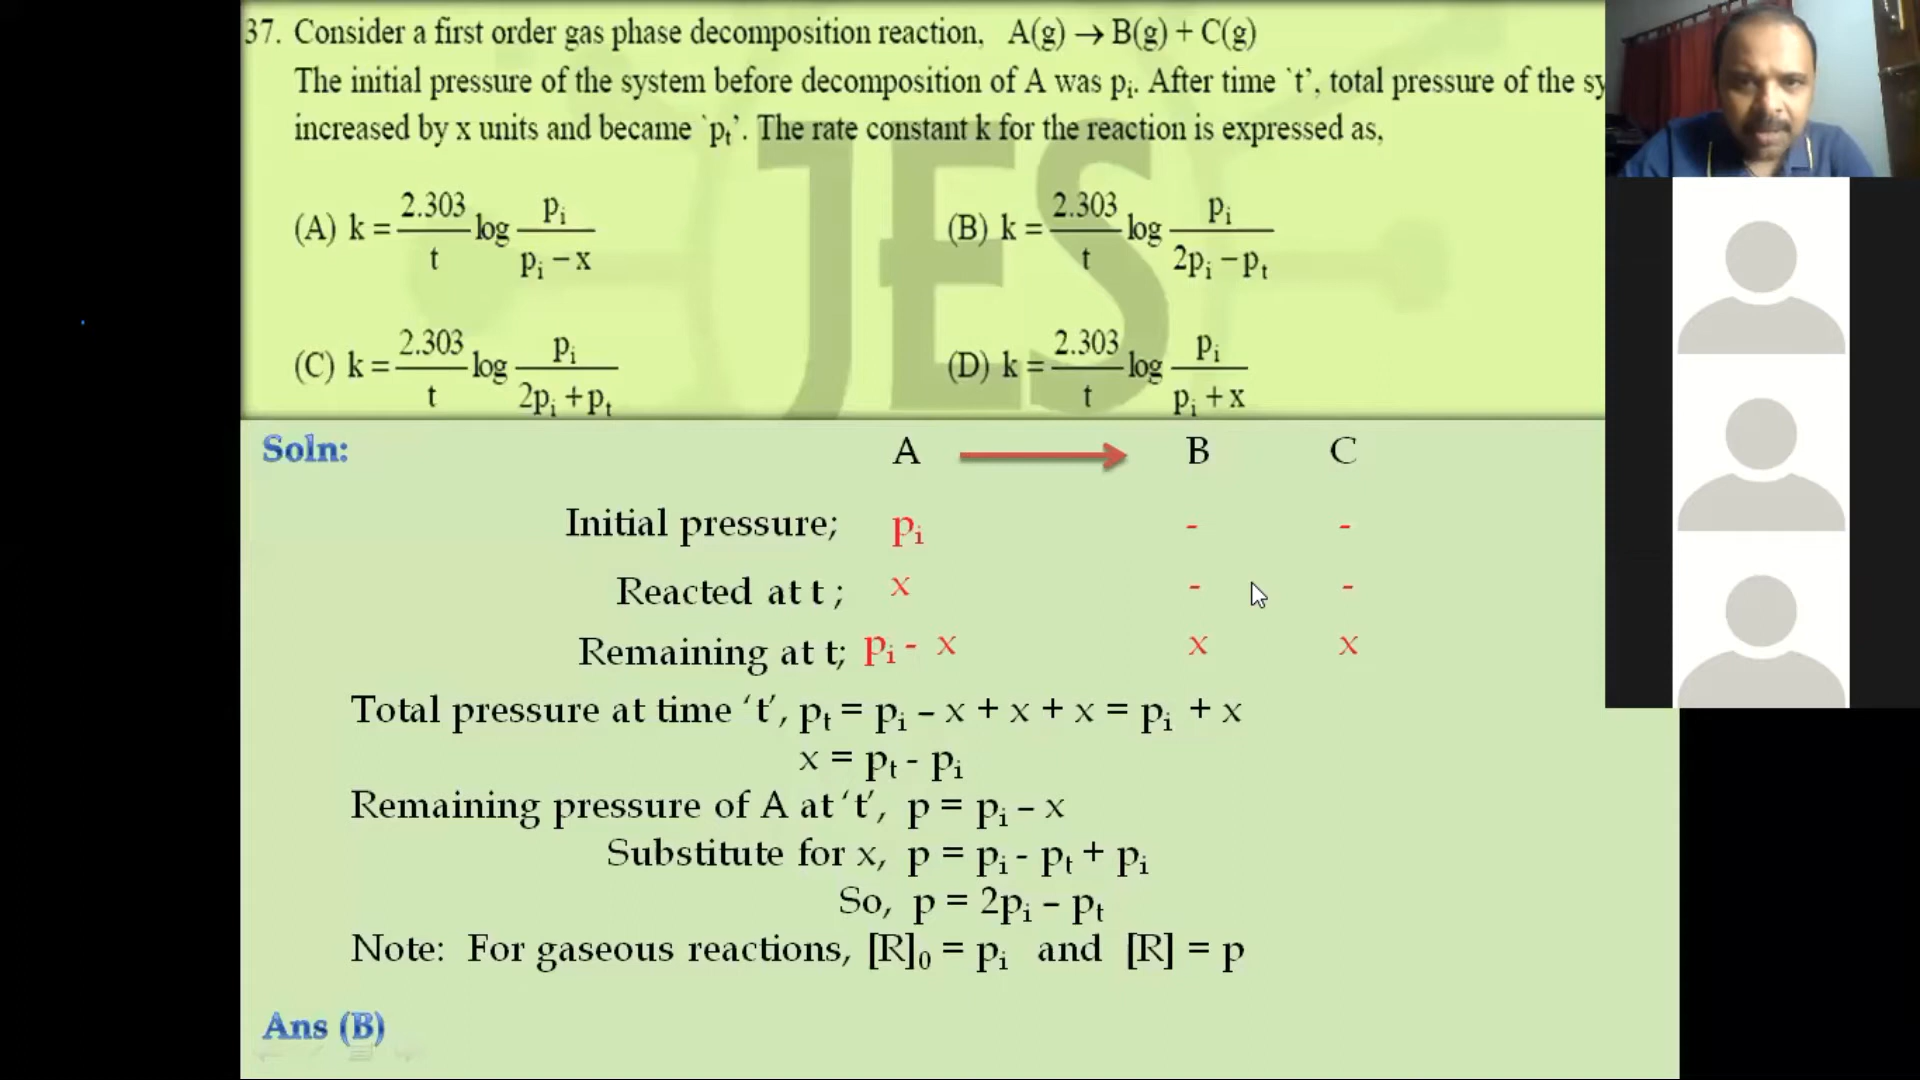 37. Consider a first order gas phase decomposition reaction, A(g) → B(g) + C(g)
The initial pressure of the system before decomposition of A was pᵢ. After time `t', total pressure of the sy
increased by x units and became `pₜ'. The rate constant k for the reaction is expressed as,
(A) k = 2.303/t log pᵢ/(pᵢ − x)
(B) k = 2.303/t log pᵢ/(2pᵢ − pₜ)
(C) k = 2.303/t log pᵢ/(2pᵢ + pₜ)
(D) k = 2.303/t log pᵢ/(pᵢ + x)
JES
Soln: A B C
Initial pressure; pᵢ - -
Reacted at t ; x - -
Remaining at t; pᵢ - x x x
Total pressure at time ‘t’, pₜ = pᵢ – x + x + x = pᵢ + x
x = pₜ - pᵢ
Remaining pressure of A at ‘t’, p = pᵢ – x
Substitute for x, p = pᵢ - pₜ + pᵢ
So, p = 2pᵢ – pₜ
Note: For gaseous reactions, [R]₀ = pᵢ and [R] = p
Ans (B)